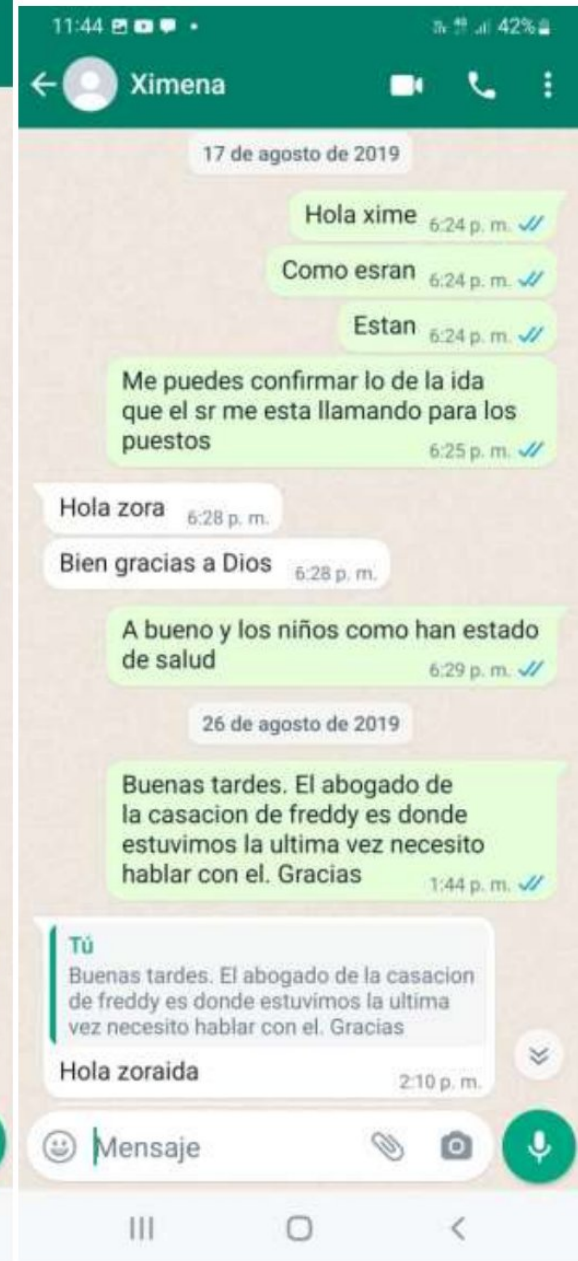 11:44
42%
Ximena
17 de agosto de 2019
Hola xime 6:24 p. m.
Como esran 6:24 p. m.
Estan 6:24 p. m.
Me puedes confirmar lo de la ida
que el sr me esta llamando para los
puestos 6:25 p. m.
Hola zora 6:28 p. m.
Bien gracias a Dios 6:28 p. m.
A bueno y los niños como han estado
de salud 6:29 p. m.
26 de agosto de 2019
Buenas tardes. El abogado de
la casacion de freddy es donde
estuvimos la ultima vez necesito
hablar con el. Gracias 1:44 p. m.
Tú
Buenas tardes. El abogado de la casacion
de freddy es donde estuvimos la ultima
vez necesito hablar con el. Gracias
Hola zoraida 2:10 p. m.
Mensaje